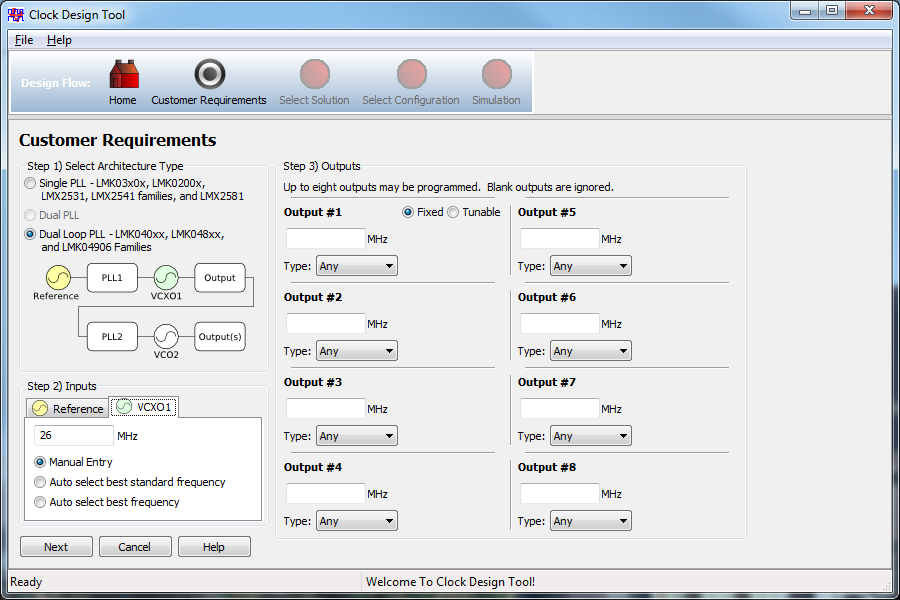 Clock Design Tool
File Help
Design Flow:
Home Customer Requirements Select Solution Select Configuration Simulation
Customer Requirements
Step 1) Select Architecture Type
Single PLL - LMK03x0x, LMK0200x,
LMX2531, LMX2541 families, and LMX2581
Dual PLL
Dual Loop PLL - LMK040xx, LMK048xx,
and LMK04906 Families
PLL1 Output
Reference VCXO1
PLL2 Output(s)
VCO2
Step 2) Inputs
Reference VCXO1
26 MHz
Manual Entry
Auto select best standard frequency
Auto select best frequency
Next Cancel Help
Step 3) Outputs
Up to eight outputs may be programmed. Blank outputs are ignored.
Output #1 Fixed Tunable
MHz
Type: Any
Output #2
MHz
Type: Any
Output #3
MHz
Type: Any
Output #4
MHz
Type: Any
Output #5
MHz
Type: Any
Output #6
MHz
Type: Any
Output #7
MHz
Type: Any
Output #8
MHz
Type: Any
Ready Welcome To Clock Design Tool!